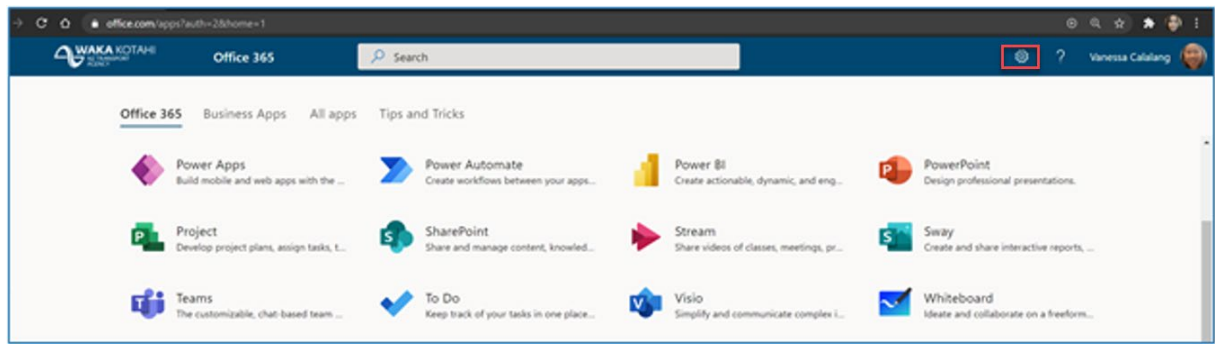 office.com/apps?auth=2&home=1
WAKA KOTAHI
NZ TRANSPORT
AGENCY
Office 365
Search
?
Vanessa Calalang
Office 365 Business Apps All apps Tips and Tricks
Power Apps
Build mobile and web apps with the ...
Power Automate
Create workflows between your apps...
Power BI
Create actionable, dynamic, and eng...
PowerPoint
Design professional presentations.
Project
Develop project plans, assign tasks, t...
SharePoint
Share and manage content, knowled...
Stream
Share videos of classes, meetings, pr...
Sway
Create and share interactive reports, ...
Teams
The customizable, chat-based team ...
To Do
Keep track of your tasks in one place...
Visio
Simplify and communicate complex i...
Whiteboard
Ideate and collaborate on a freeform...